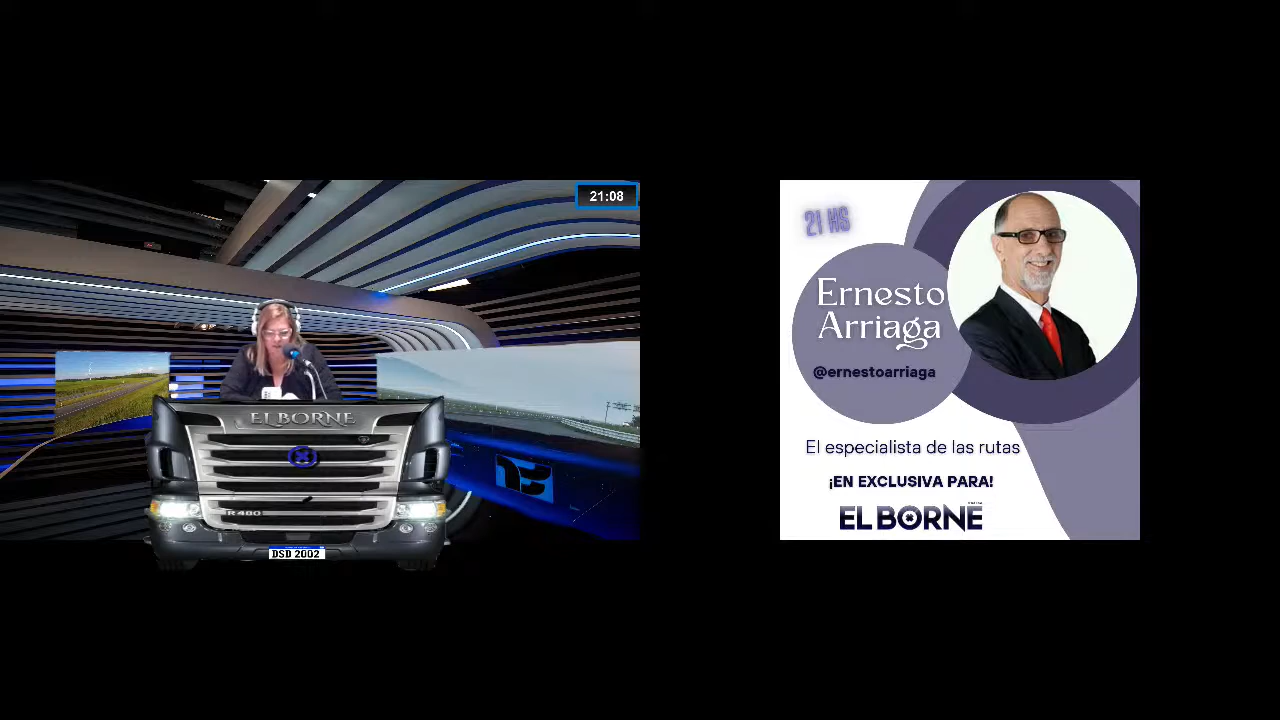 21:08
EL BORNE
R400
DSD 2002
21 HS
Ernesto
Arriaga
@ernestoarriaga
El especialista de las rutas
¡EN EXCLUSIVA PARA!
EL BORNE